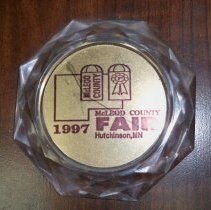 McLEOD
COUNTY
McLEOD COUNTY
1997 FAIR
Hutchinson, MN